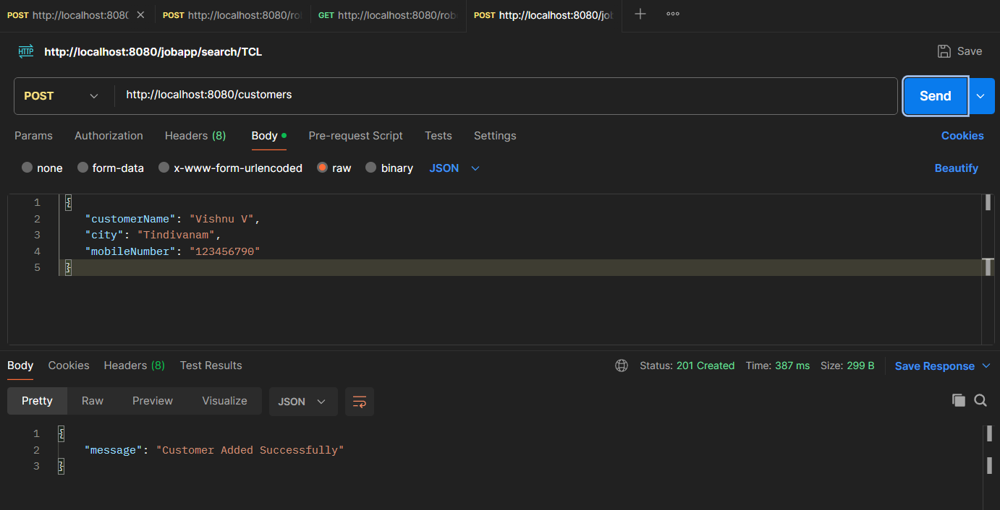 POST http://localhost:8080/ POST http://localhost:8080/ro GET http://localhost:8080/rob POST http://localhost:8080/job
HTTP http://localhost:8080/jobapp/search/TCL Save
POST http://localhost:8080/customers Send
Params Authorization Headers (8) Body Pre-request Script Tests Settings Cookies
none form-data x-www-form-urlencoded raw binary JSON Beautify
1 {
2 "customerName": "Vishnu V",
3 "city": "Tindivanam",
4 "mobileNumber": "123456790"
5 }
Body Cookies Headers (8) Test Results Status: 201 Created Time: 387 ms Size: 299 B Save Response
Pretty Raw Preview Visualize JSON
1 {
2 "message": "Customer Added Successfully"
3 }